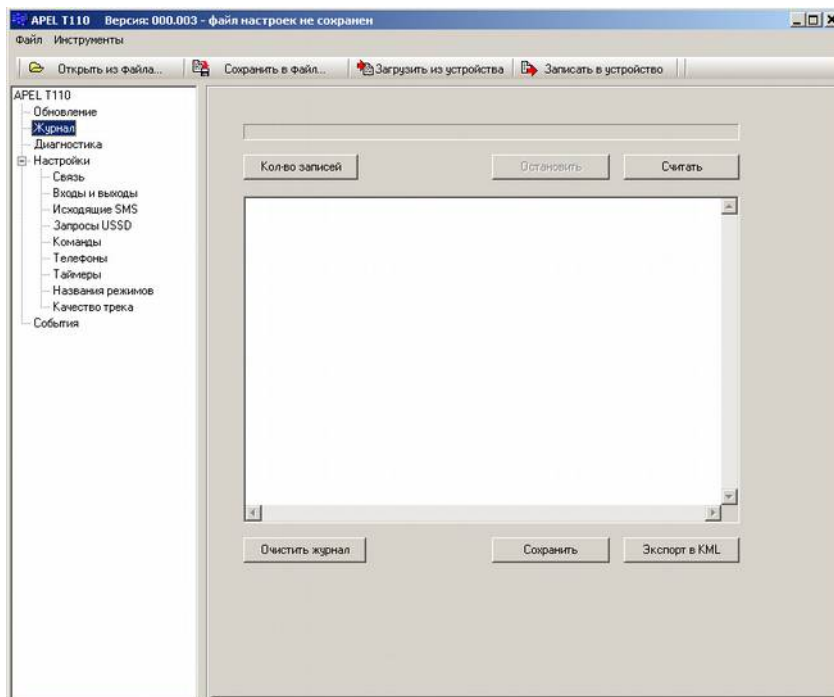 APEL T110 Версия: 000.003 - файл настроек не сохранен
Файл Инструменты
Открыть из файла... Сохранить в файл... Загрузить из устройства Записать в устройство
APEL T110
Обновление
Журнал
Диагностика
Настройки
Связь
Входы и выходы
Исходящие SMS
Запросы USSD
Команды
Телефоны
Таймеры
Названия режимов
Качество трека
События
Кол-во записей Остановить Считать
Очистить журнал Сохранить Экспорт в KML